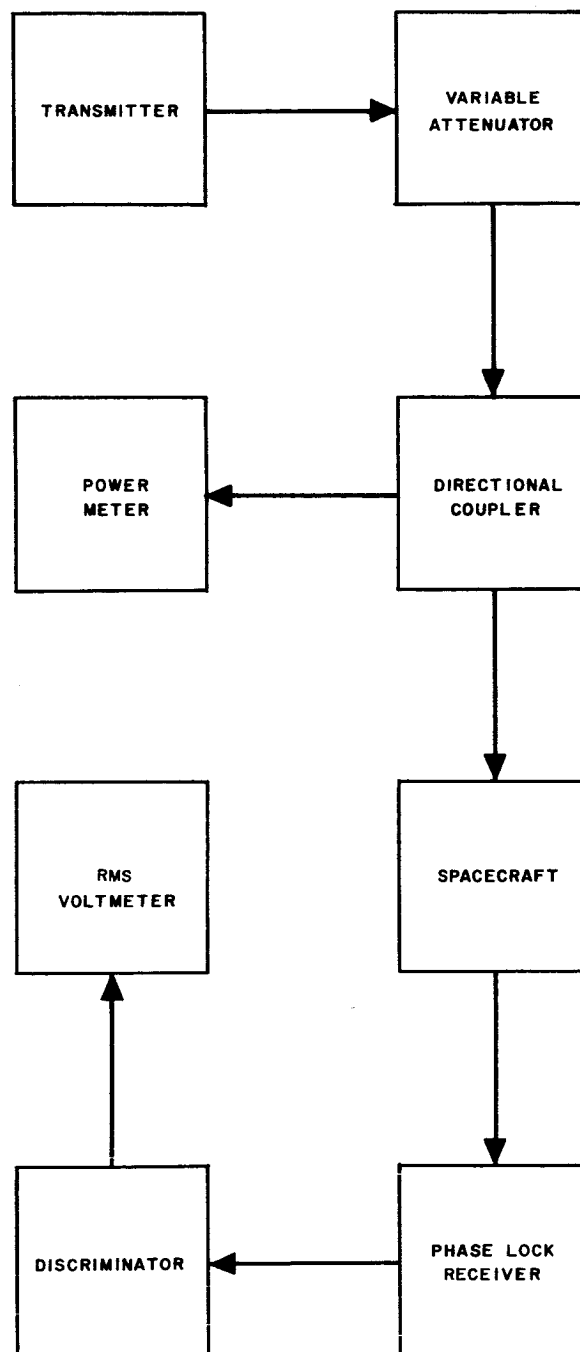 TRANSMITTER
VARIABLE
ATTENUATOR
POWER
METER
DIRECTIONAL
COUPLER
RMS
VOLTMETER
SPACECRAFT
DISCRIMINATOR
PHASE LOCK
RECEIVER